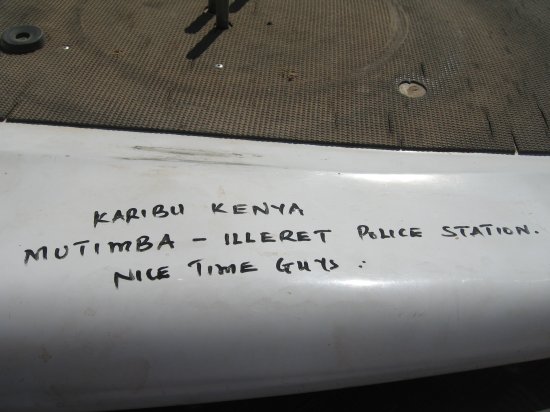 KARIBU KENYA
MUTIMBA - ILLERET POLICE STATION.
NICE TIME GUYS .